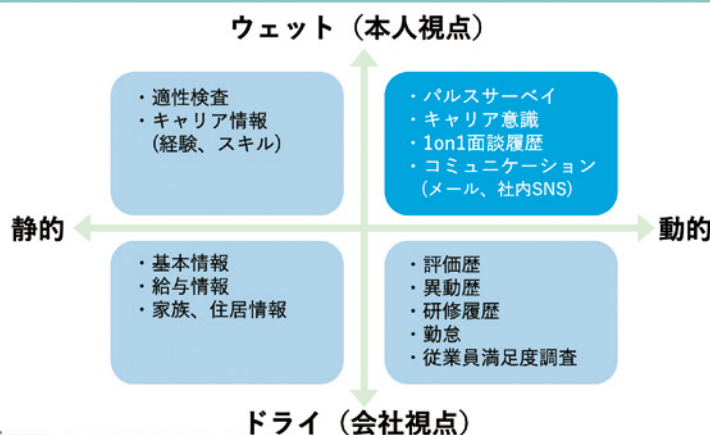 ウェット（本人視点）
・適性検査
・キャリア情報
（経験、スキル）
・パルスサーベイ
・キャリア意識
・1on1面談履歴
・コミュニケーション
（メール、社内SNS）
静的
動的
・基本情報
・給与情報
・家族、住居情報
・評価歴
・異動歴
・研修履歴
・勤怠
・従業員満足度調査
ドライ（会社視点）